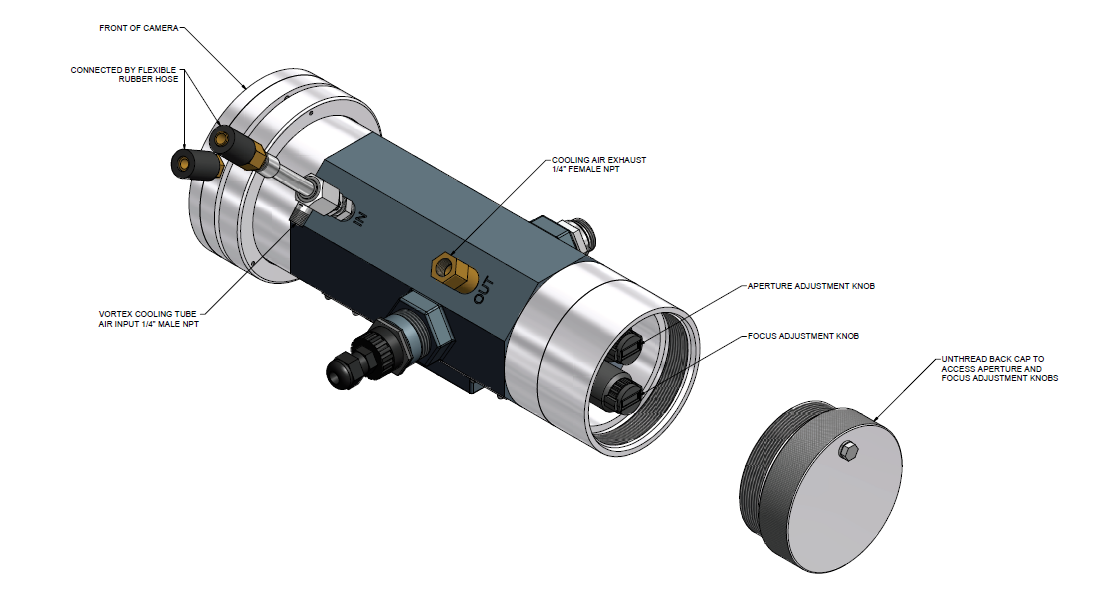 FRONT OF CAMERA
CONNECTED BY FLEXIBLE
RUBBER HOSE
COOLING AIR EXHAUST
1/4" FEMALE NPT
IN
OUT
APERTURE ADJUSTMENT KNOB
VORTEX COOLING TUBE
AIR INPUT 1/4" MALE NPT
FOCUS ADJUSTMENT KNOB
UNTHREAD BACK CAP TO
ACCESS APERTURE AND
FOCUS ADJUSTMENT KNOBS